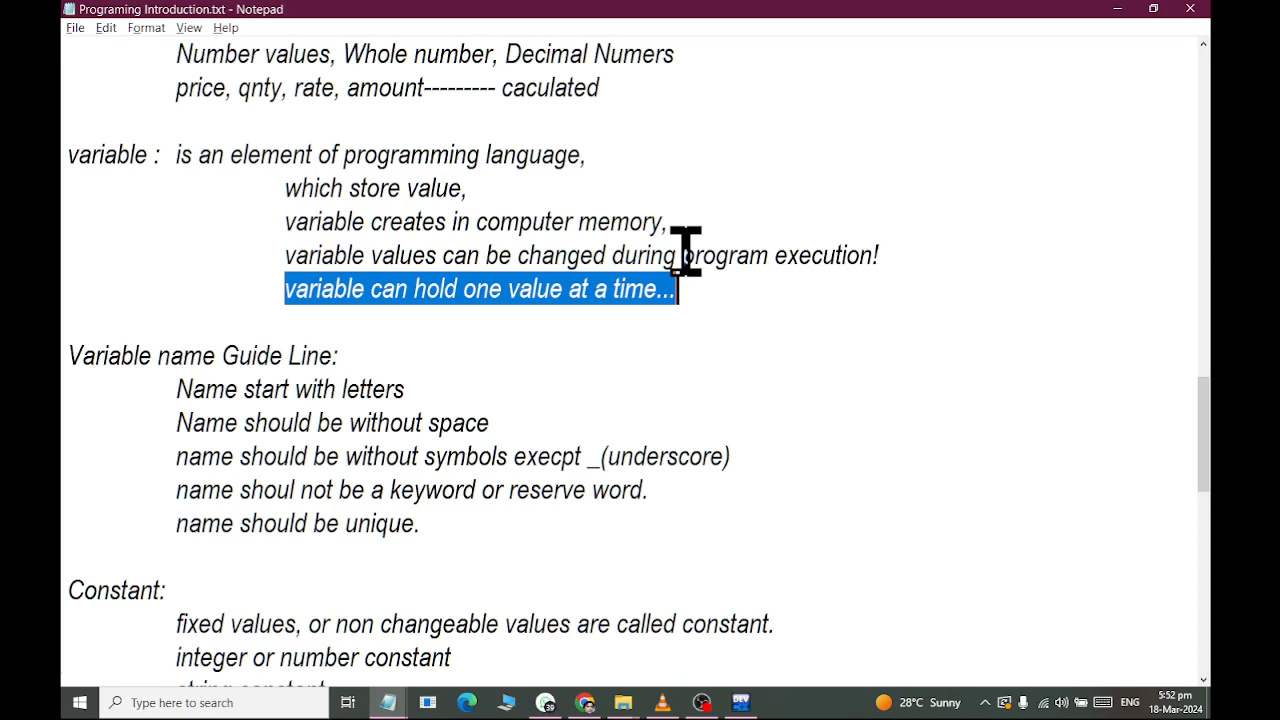 Programing Introduction.txt - Notepad
File Edit Format View Help
Number values, Whole number, Decimal Numers
price, qnty, rate, amount--------- caculated
variable : is an element of programming language,
which store value,
variable creates in computer memory,
variable values can be changed during program execution!
variable can hold one value at a time...
Variable name Guide Line:
Name start with letters
Name should be without space
name should be without symbols execpt _(underscore)
name shoul not be a keyword or reserve word.
name should be unique.
Constant:
fixed values, or non changeable values are called constant.
integer or number constant
string constant
Type here to search
39
DEV
28°C Sunny
ENG
5:52 pm
18-Mar-2024